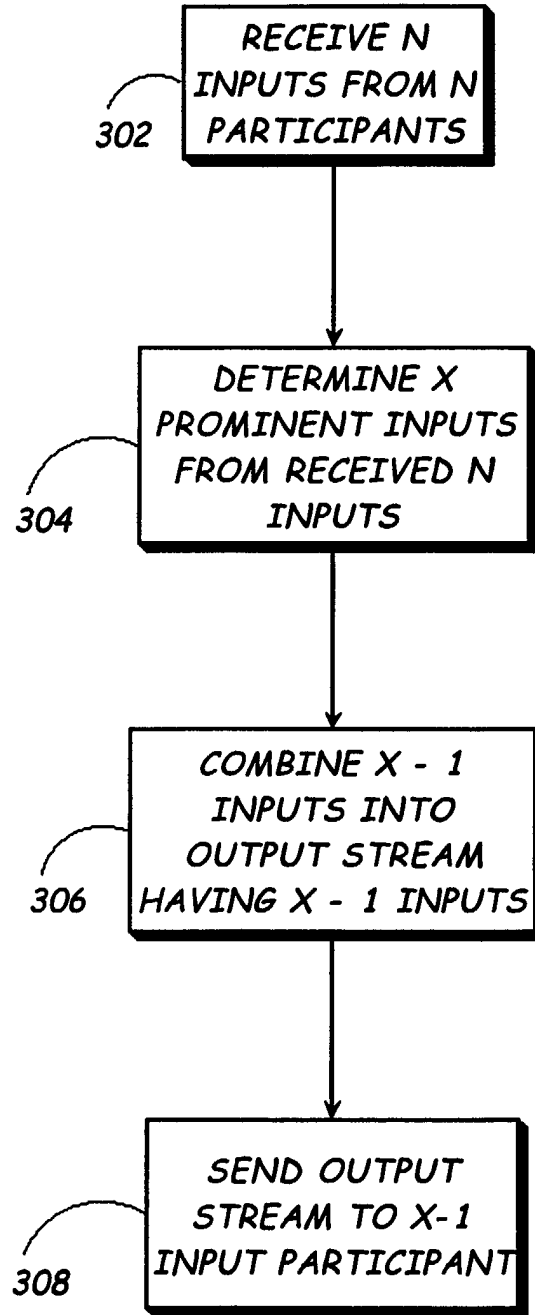 RECEIVE N
INPUTS FROM N
PARTICIPANTS
302
DETERMINE X
PROMINENT INPUTS
FROM RECEIVED N
INPUTS
304
COMBINE X - 1
INPUTS INTO
OUTPUT STREAM
HAVING X - 1 INPUTS
306
SEND OUTPUT
STREAM TO X-1
INPUT PARTICIPANT
308